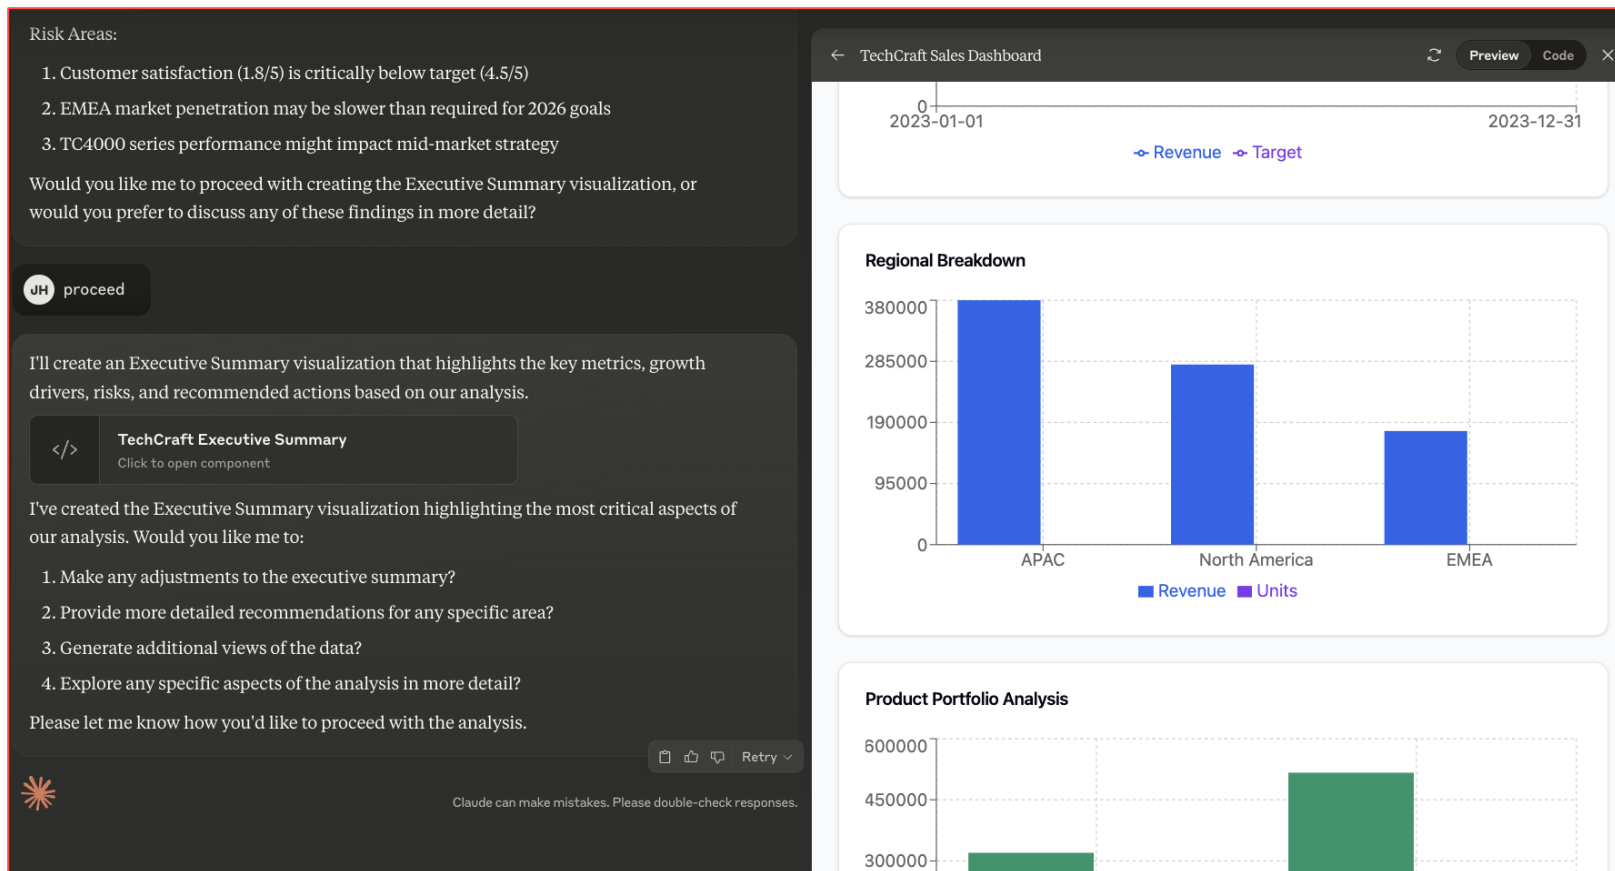 Risk Areas:
1. Customer satisfaction (1.8/5) is critically below target (4.5/5)
2. EMEA market penetration may be slower than required for 2026 goals
3. TC4000 series performance might impact mid-market strategy
Would you like me to proceed with creating the Executive Summary visualization, or
would you prefer to discuss any of these findings in more detail?
JH proceed
I'll create an Executive Summary visualization that highlights the key metrics, growth
drivers, risks, and recommended actions based on our analysis.
</>
TechCraft Executive Summary
Click to open component
I've created the Executive Summary visualization highlighting the most critical aspects of
our analysis. Would you like me to:
1. Make any adjustments to the executive summary?
2. Provide more detailed recommendations for any specific area?
3. Generate additional views of the data?
4. Explore any specific aspects of the analysis in more detail?
Please let me know how you'd like to proceed with the analysis.
Retry
Claude can make mistakes. Please double-check responses.
TechCraft Sales Dashboard
Preview Code
0
2023-01-01 2023-12-31
Revenue Target
Regional Breakdown
380000
285000
190000
95000
0
APAC North America EMEA
Revenue Units
Product Portfolio Analysis
600000
450000
300000